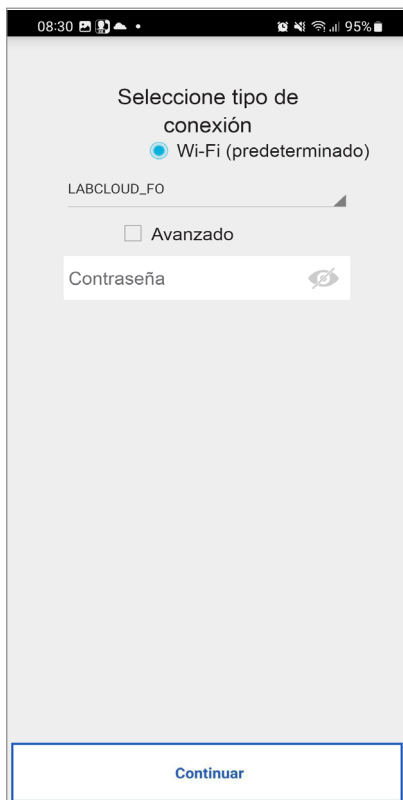 08:30 95%
Seleccione tipo de
conexión
Wi-Fi (predeterminado)
LABCLOUD_FO
Avanzado
Contraseña
Continuar